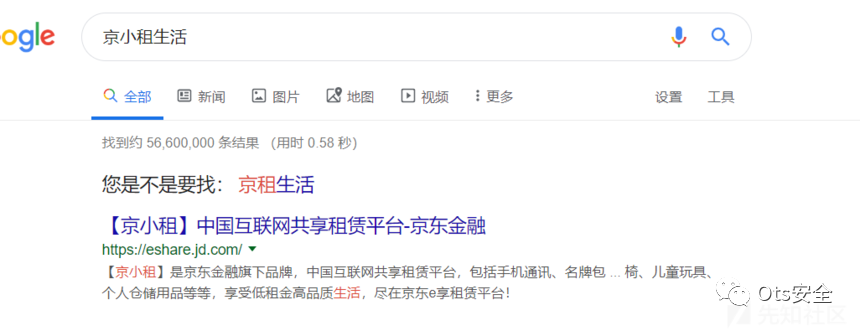 ogle
京小租生活
全部 新闻 图片 地图 视频 更多 设置 工具
找到约 56,600,000 条结果 （用时 0.58 秒）
您是不是要找： 京租生活
【京小租】中国互联网共享租赁平台-京东金融
https://eshare.jd.com/
【京小租】是京东金融旗下品牌，中国互联网共享租赁平台，包括手机通讯、名牌包 ... 椅、儿童玩具、
个人仓储用品等等，享受低租金高品质生活，尽在京东e享租赁平台！
Ots安全
先知社区